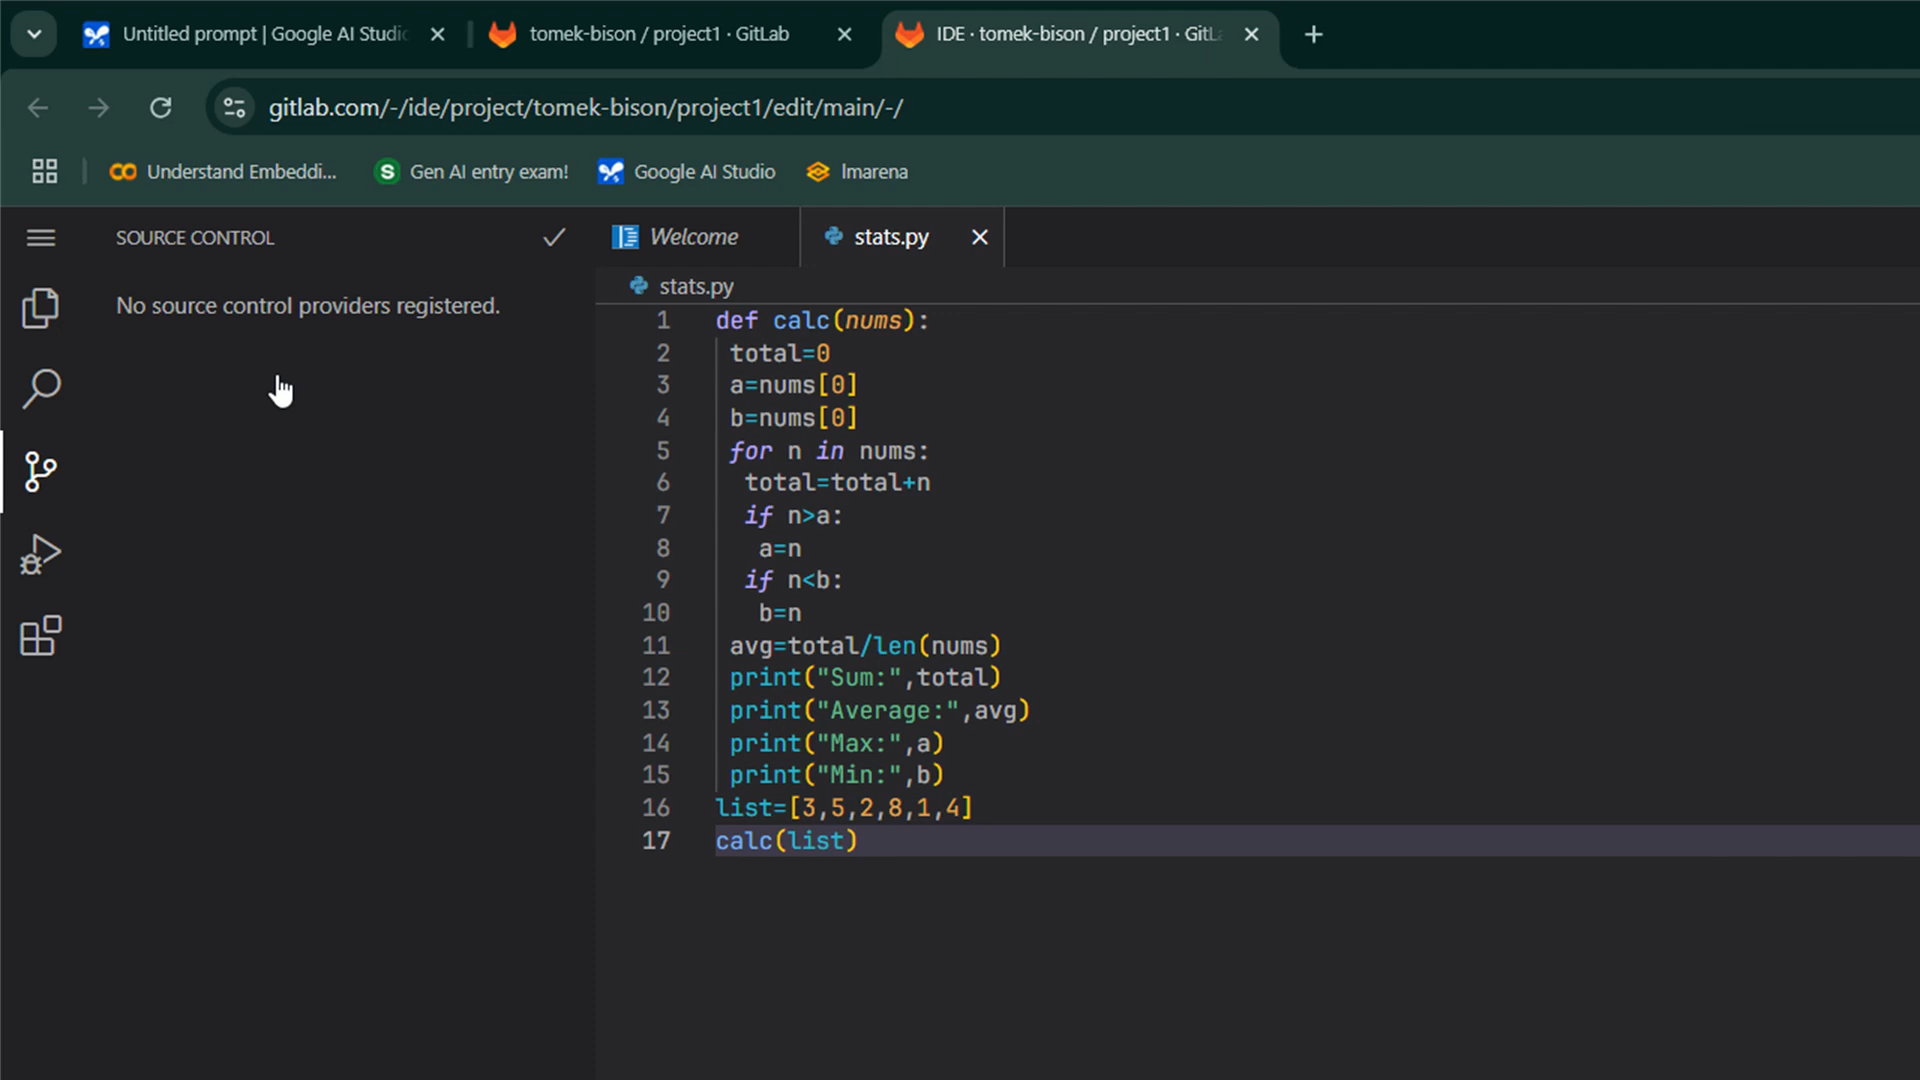 Untitled prompt | Google AI Studio
tomek-bison / project1 · GitLab
IDE · tomek-bison / project1 · GitLa
gitlab.com/-/ide/project/tomek-bison/project1/edit/main/-/
Understand Embeddi...
Gen AI entry exam!
Google AI Studio
lmarena
SOURCE CONTROL
Welcome
stats.py
No source control providers registered.
stats.py
1 def calc(nums):
2  total=0
3  a=nums[0]
4  b=nums[0]
5  for n in nums:
6   total=total+n
7   if n>a:
8    a=n
9   if n<b:
10    b=n
11  avg=total/len(nums)
12  print("Sum:",total)
13  print("Average:",avg)
14  print("Max:",a)
15  print("Min:",b)
16 list=[3,5,2,8,1,4]
17 calc(list)